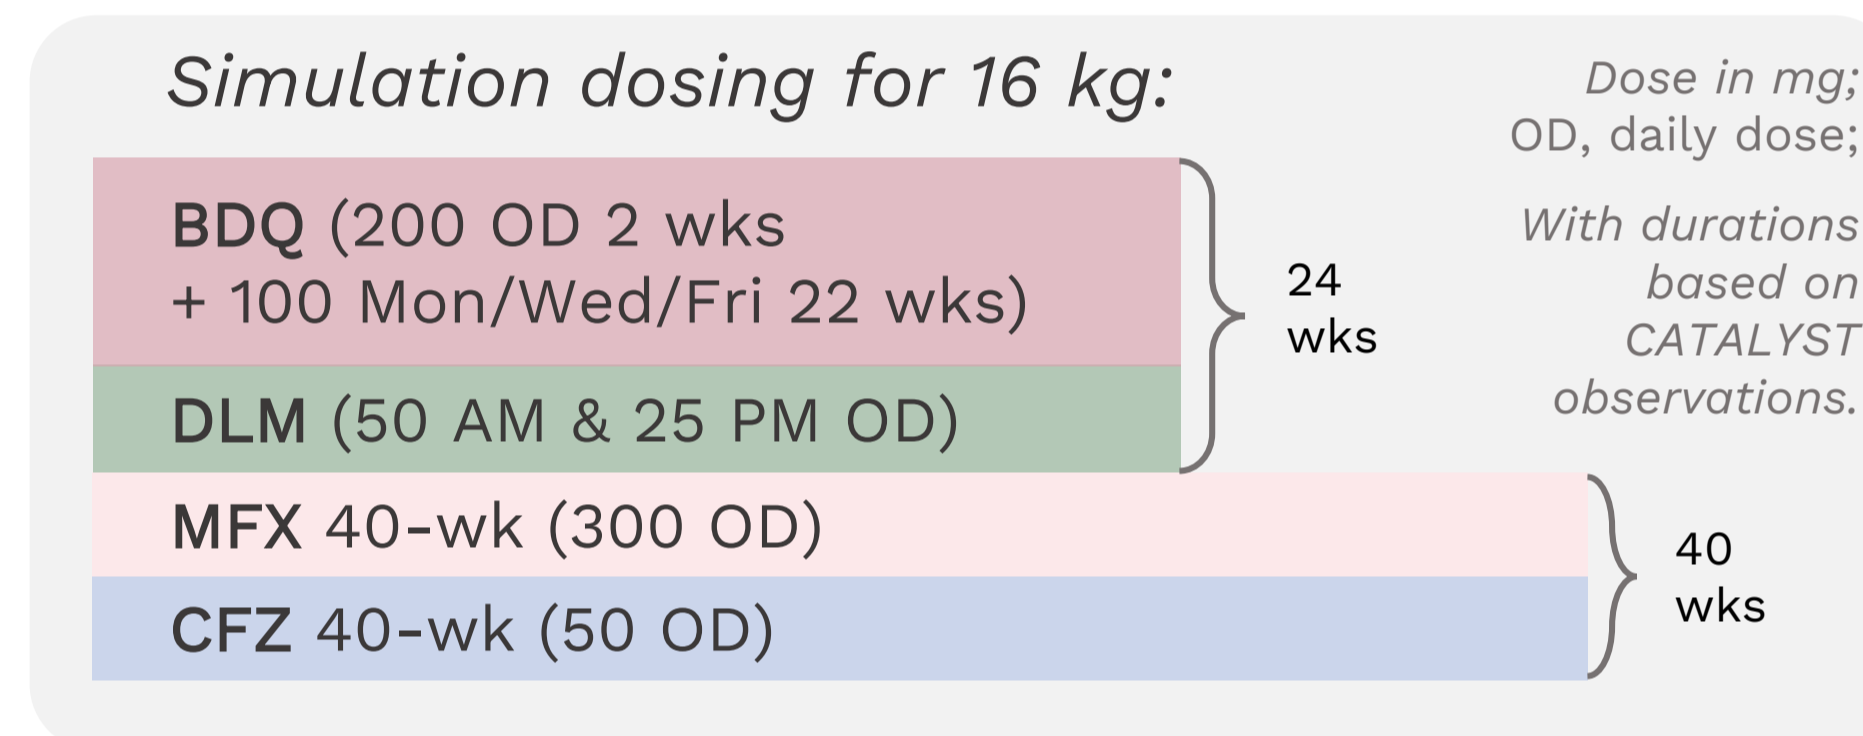 Simulation dosing for 16 kg:
Dose in mg;
OD, daily dose;
With durations
based on
CATALYST
observations.
BDQ (200 OD 2 wks
+ 100 Mon/Wed/Fri 22 wks)
DLM (50 AM & 25 PM OD)
24
wks
MFX 40-wk (300 OD)
CFZ 40-wk (50 OD)
40
wks